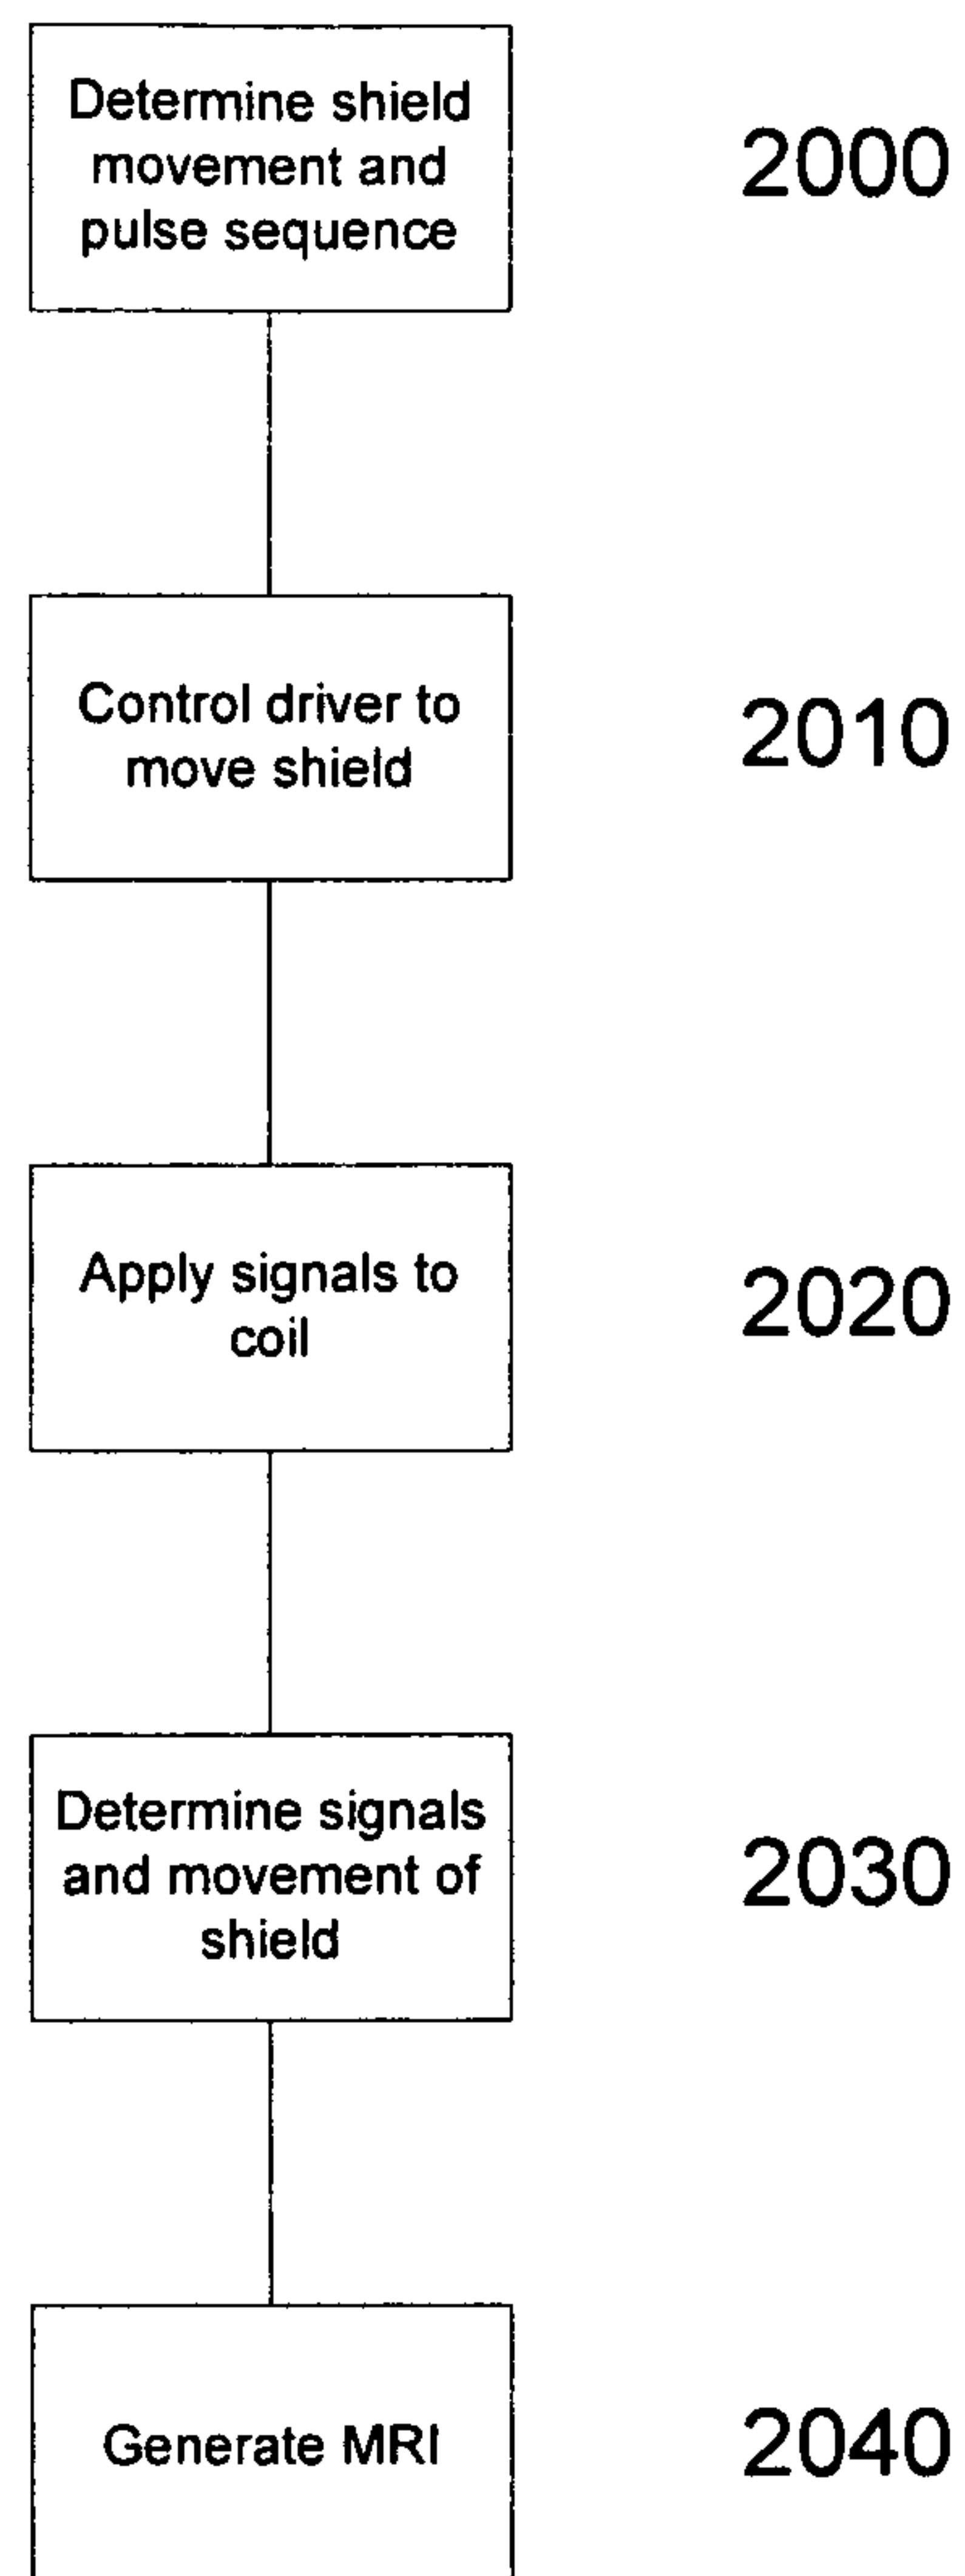 Determine shield
movement and
pulse sequence
2000
Control driver to
move shield
2010
Apply signals to
coil
2020
Determine signals
and movement of
shield
2030
Generate MRI
2040